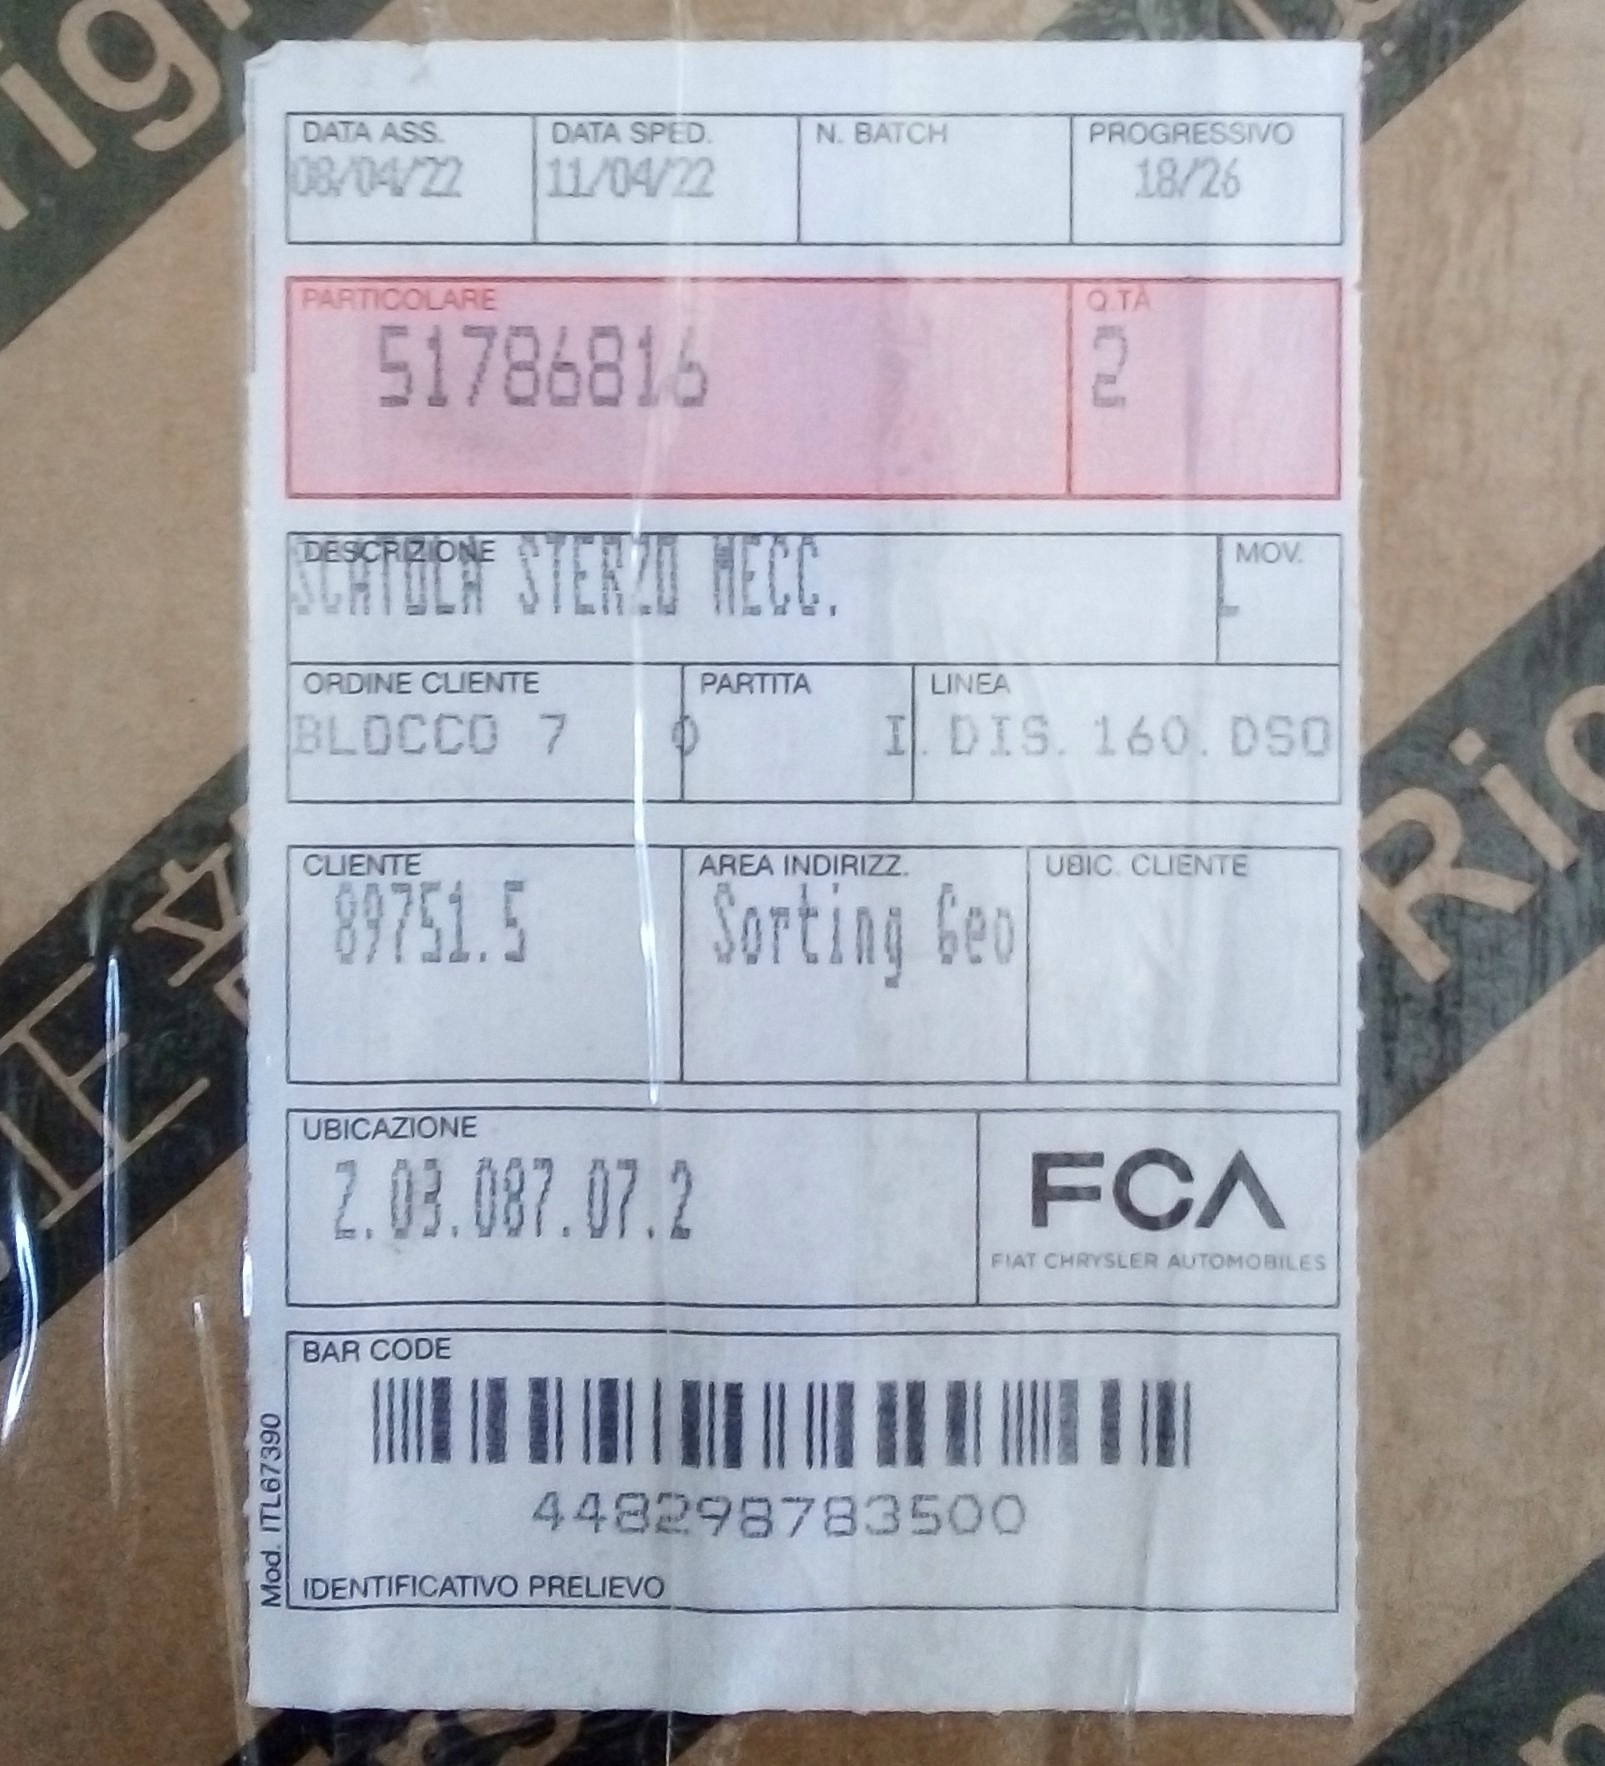 DATA ASS. DATA SPED. N. BATCH PROGRESSIVO
08/04/22 11/04/22 18/26
PARTICOLARE Q.TÀ
51786816 2
DESCRIZIONE MOV.
SCATOLA STERZO MECC.
ORDINE CLIENTE PARTITA LINEA
BLOCCO 7 0 I.DIS.160.DSO
CLIENTE AREA INDIRIZZ. UBIC. CLIENTE
89751.5 Sorting Geo
UBICAZIONE
Z.03.087.07.2
FCA
FIAT CHRYSLER AUTOMOBILES
BAR CODE
448298783500
IDENTIFICATIVO PRELIEVO
Mod. ITL67390